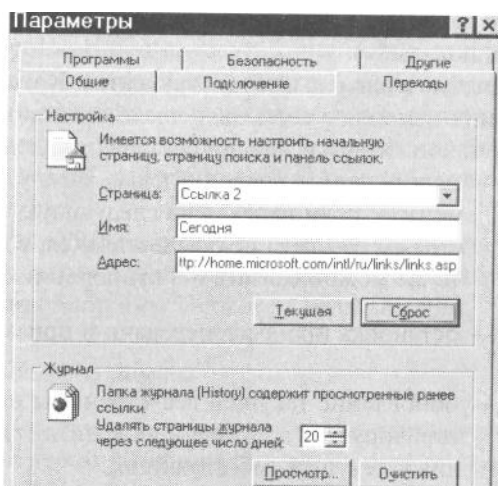 Параметры
Программы Безопасность Другие
Общие Подключение Переходы
Настройка
Имеется возможность настроить начальную
страницу, страницу поиска и панель ссылок.
Страница: Ссылка 2
Имя: Сегодня
Адрес: ttp://home.microsoft.com/intl/ru/links/links.asp
Текущая Сброс
Журнал
Папка журнала (History) содержит просмотренные ранее
ссылки.
Удалять страницы журнала
через следующее число дней: 20
Просмотр... Очистить